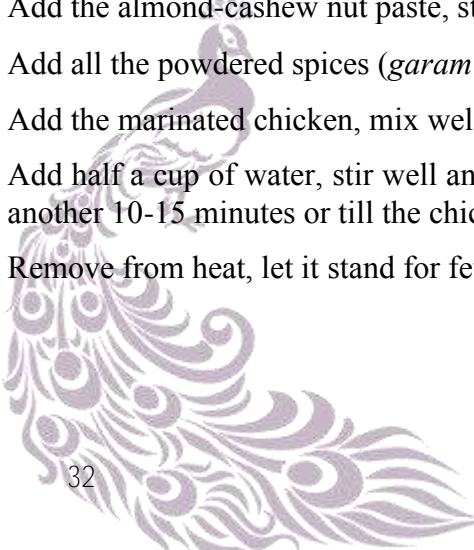 Add the almond-cashew nut paste, st
Add all the powdered spices (garam
Add the marinated chicken, mix wel
Add half a cup of water, stir well an
another 10-15 minutes or till the chic
Remove from heat, let it stand for fe
32